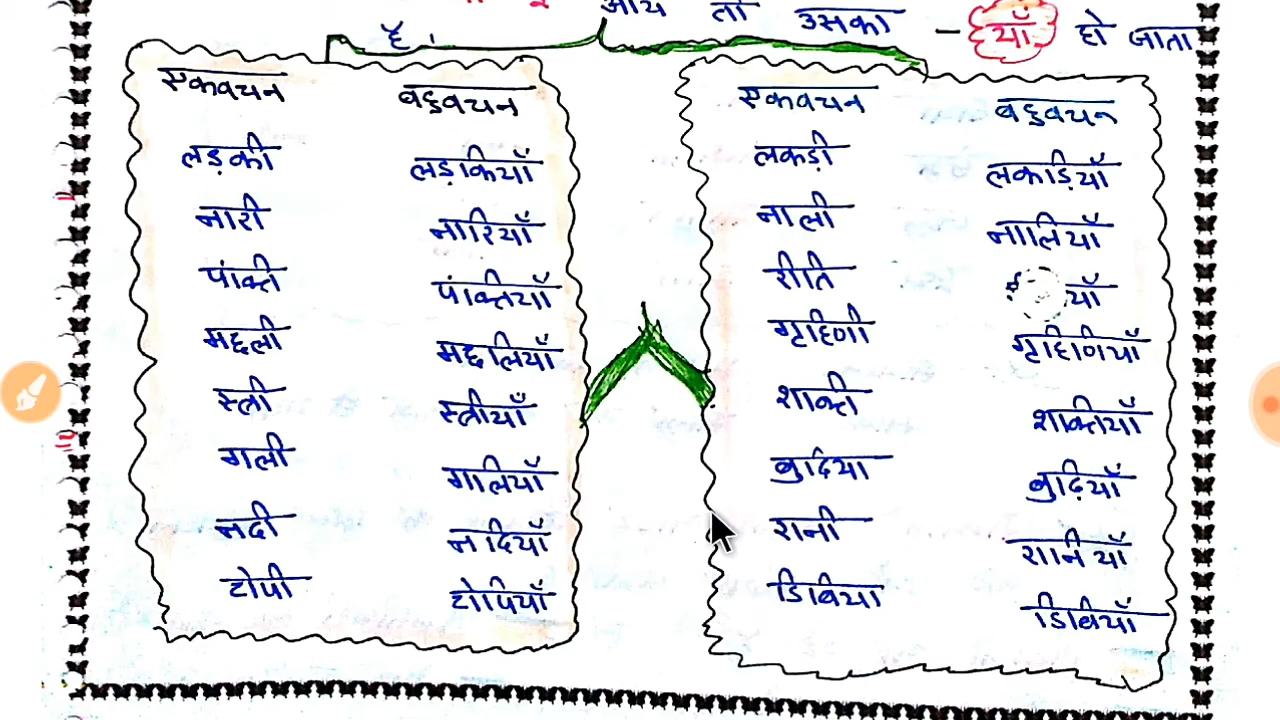 आय तो उसका - याँ हो जाता
है।
एकवचन बहुवचन
लड़की लड़कियाँ
नारी नारियाँ
पंक्ती पंक्तियाँ
मछली मछलियाँ
स्त्री स्त्रीयाँ
गली गलियाँ
नदी नदियाँ
टोपी टोपियाँ
एकवचन बहुवचन
लकड़ी लकड़ियाँ
नाली नालियाँ
रीति याँ
गृहिणी गृहिणियाँ
शक्ती शक्तियाँ
बुढिया बुढ़ियाँ
रानी रानियाँ
डिबिया डिबियाँ